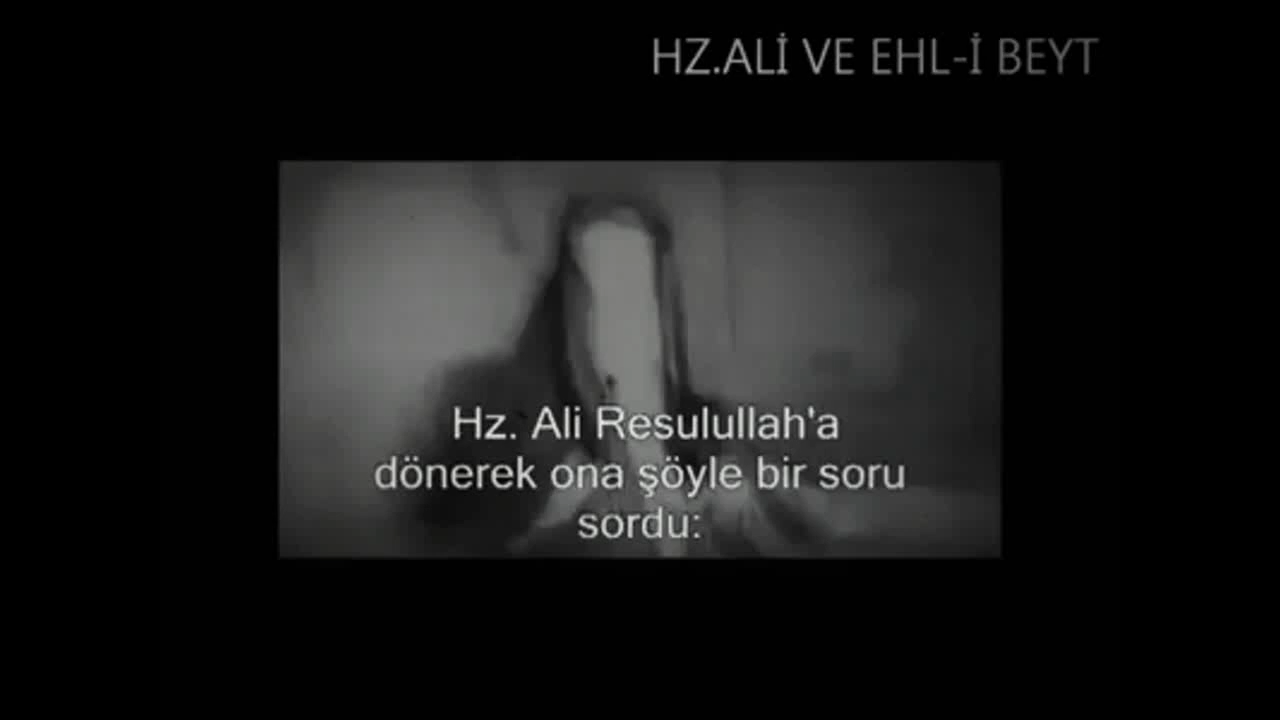 HZ.ALİ VE EHL-İ BEYT
Hz. Ali Resulullah'a
dönerek ona şöyle bir soru
sordu: